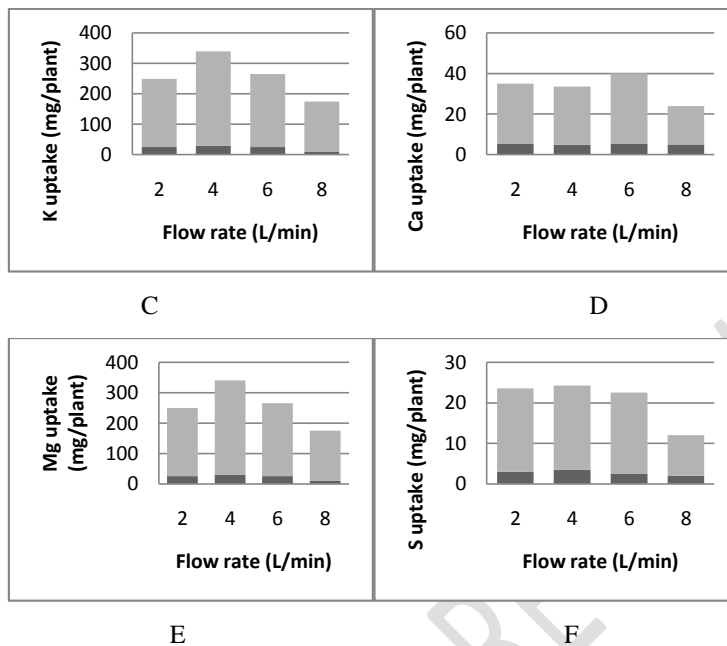 K uptake (mg/plant)
400
300
200
100
0
2 4 6 8
Flow rate (L/min)
Ca uptake (mg/plant)
60
40
20
0
2 4 6 8
Flow rate (L/min)
C
D
Mg uptake
(mg/plant)
400
300
200
100
0
2 4 6 8
Flow rate (L/min)
S uptake (mg/plant)
30
20
10
0
2 4 6 8
Flow rate (L/min)
E
F